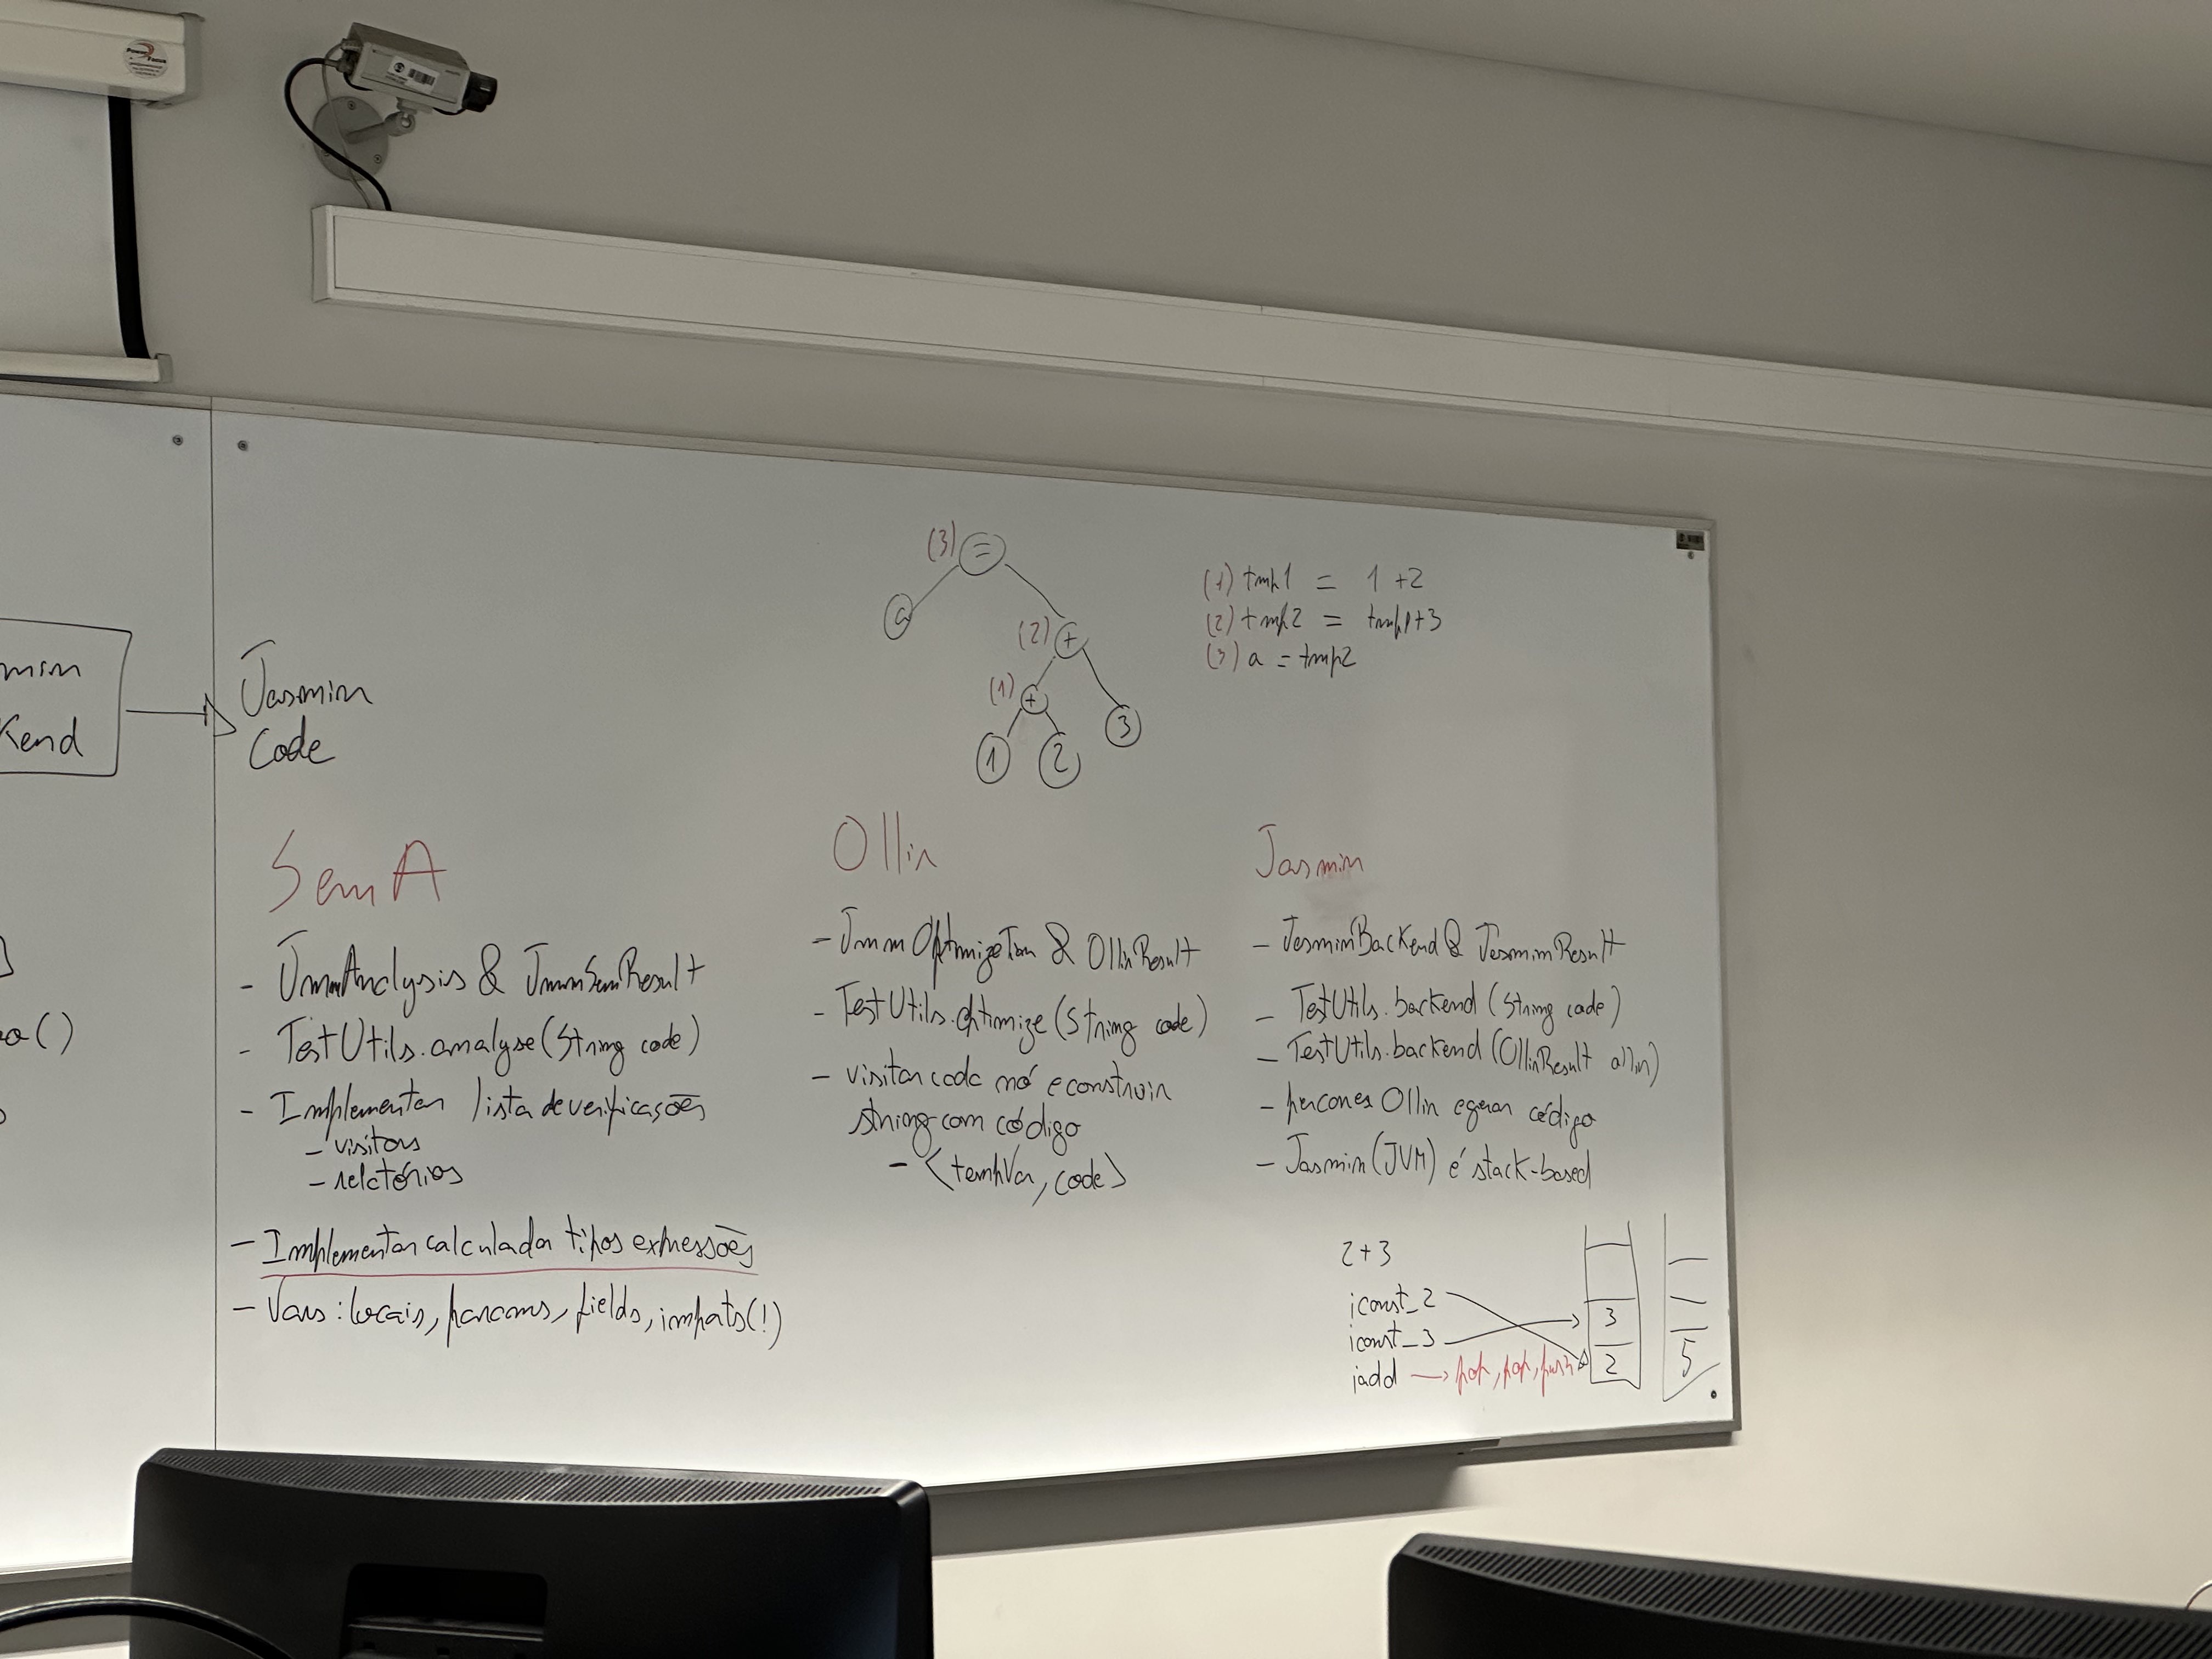 Jasmin
Code
Kend
(3) =
a
(2) +
(1) +
1
2
3
(1) tmp1 = 1 + 2
(2) tmp2 = tmp1 + 3
(3) a = tmp2
SemA
- JmmAnalysis & JmmSemResult
- TestUtils.analyse(String code)
- Implementar lista de verificações
- visitors
- relatórios
- Implementar calculador tipos expressões
- Vars: locais, params, fields, imports(!)
Ollir
- JmmOptimization & OllirResult
- TestUtils.optimize(String code)
- visitar cada nó e construir
string com código
- <tempVar, code>
Jasmin
- JasminBackend & JasminResult
- TestUtils.backend(String code)
- TestUtils.backend(OllirResult ollir)
- percorrer Ollir e gerar código
- Jasmin (JVM) é stack-based
2 + 3
iconst_2
iconst_3
iadd → pop, pop, push
3
2
5